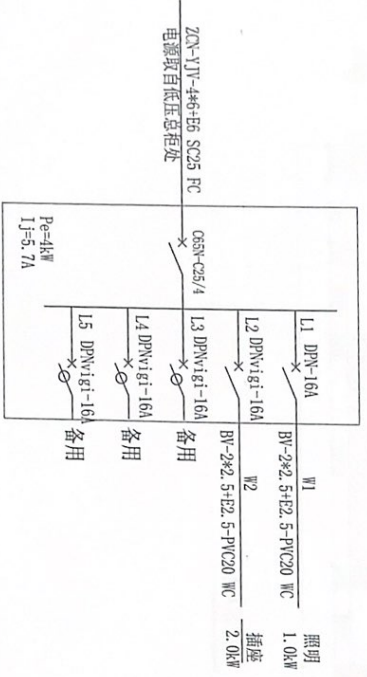 ZCN-YJV-4*6+E6 SC25 FC
电源取自低压总柜处
C65N-C25/4
Pe=4kW
Ij=5.7A
L1 DPN-16A
W1
BV-2*2.5+E2.5-PVC20 WC
照明
1.0kW
L2 DPNvigi-16A
W2
BV-2*2.5+E2.5-PVC20 WC
插座
2.0kW
L3 DPNvigi-16A
备用
L4 DPNvigi-16A
备用
L5 DPNvigi-16A
备用